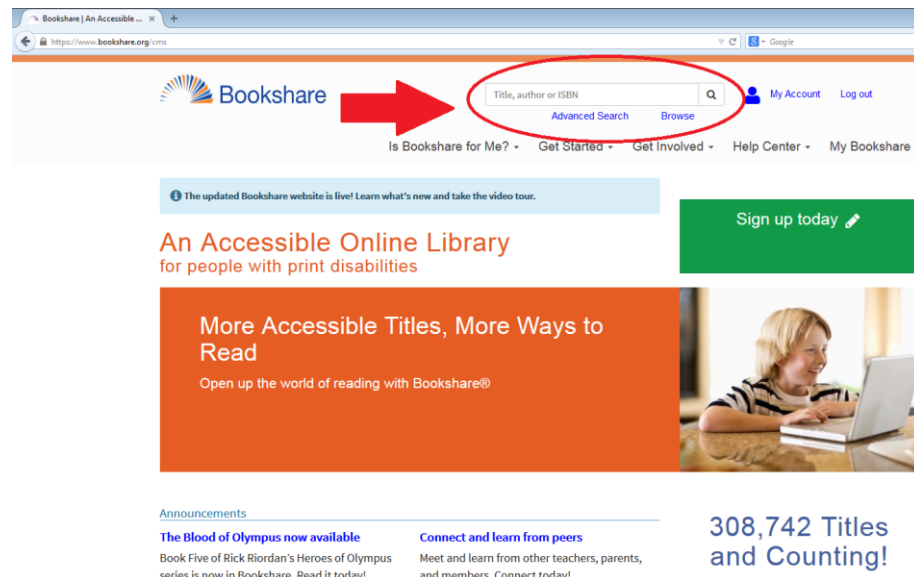 Bookshare | An Accessible ...
https://www.bookshare.org/cms
Google
Bookshare
Title, author or ISBN
My Account Log out
Advanced Search Browse
Is Bookshare for Me? Get Started Get Involved Help Center My Bookshare
The updated Bookshare website is live! Learn what's new and take the video tour.
Sign up today
An Accessible Online Library
for people with print disabilities
More Accessible Titles, More Ways to
Read
Open up the world of reading with Bookshare®
Announcements
The Blood of Olympus now available
Book Five of Rick Riordan's Heroes of Olympus
series is now in Bookshare. Read it today!
Connect and learn from peers
Meet and learn from other teachers, parents,
and members. Connect today!
308,742 Titles
and Counting!